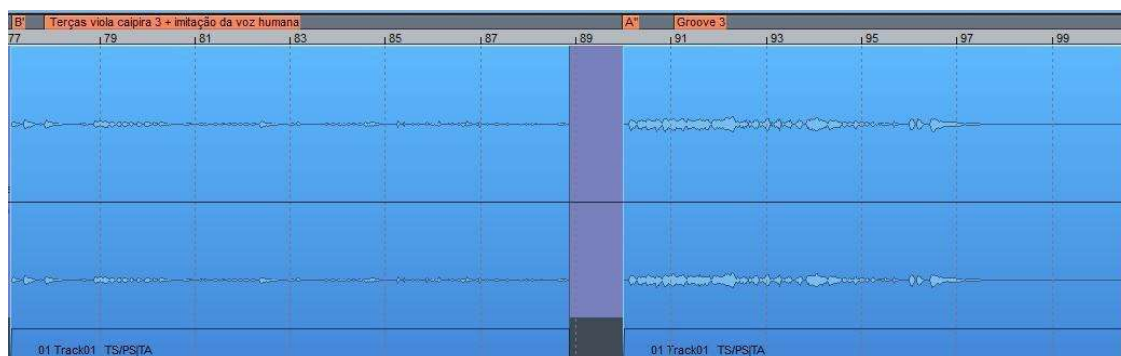 B' Terças viola caipira 3 + imitação da voz humana A" Groove 3
77 79 81 83 85 87 89 91 93 95 97 99
01 Track01 TS/PS|TA 01 Track01 TS/PS|TA